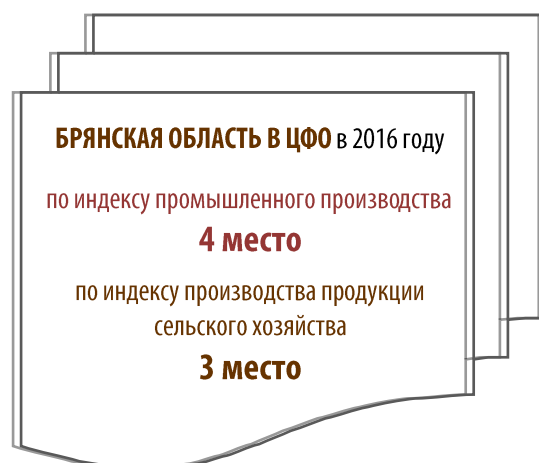 БРЯНСКАЯ ОБЛАСТЬ В ЦФО в 2016 году
по индексу промышленного производства
4 место
по индексу производства продукции
сельского хозяйства
3 место